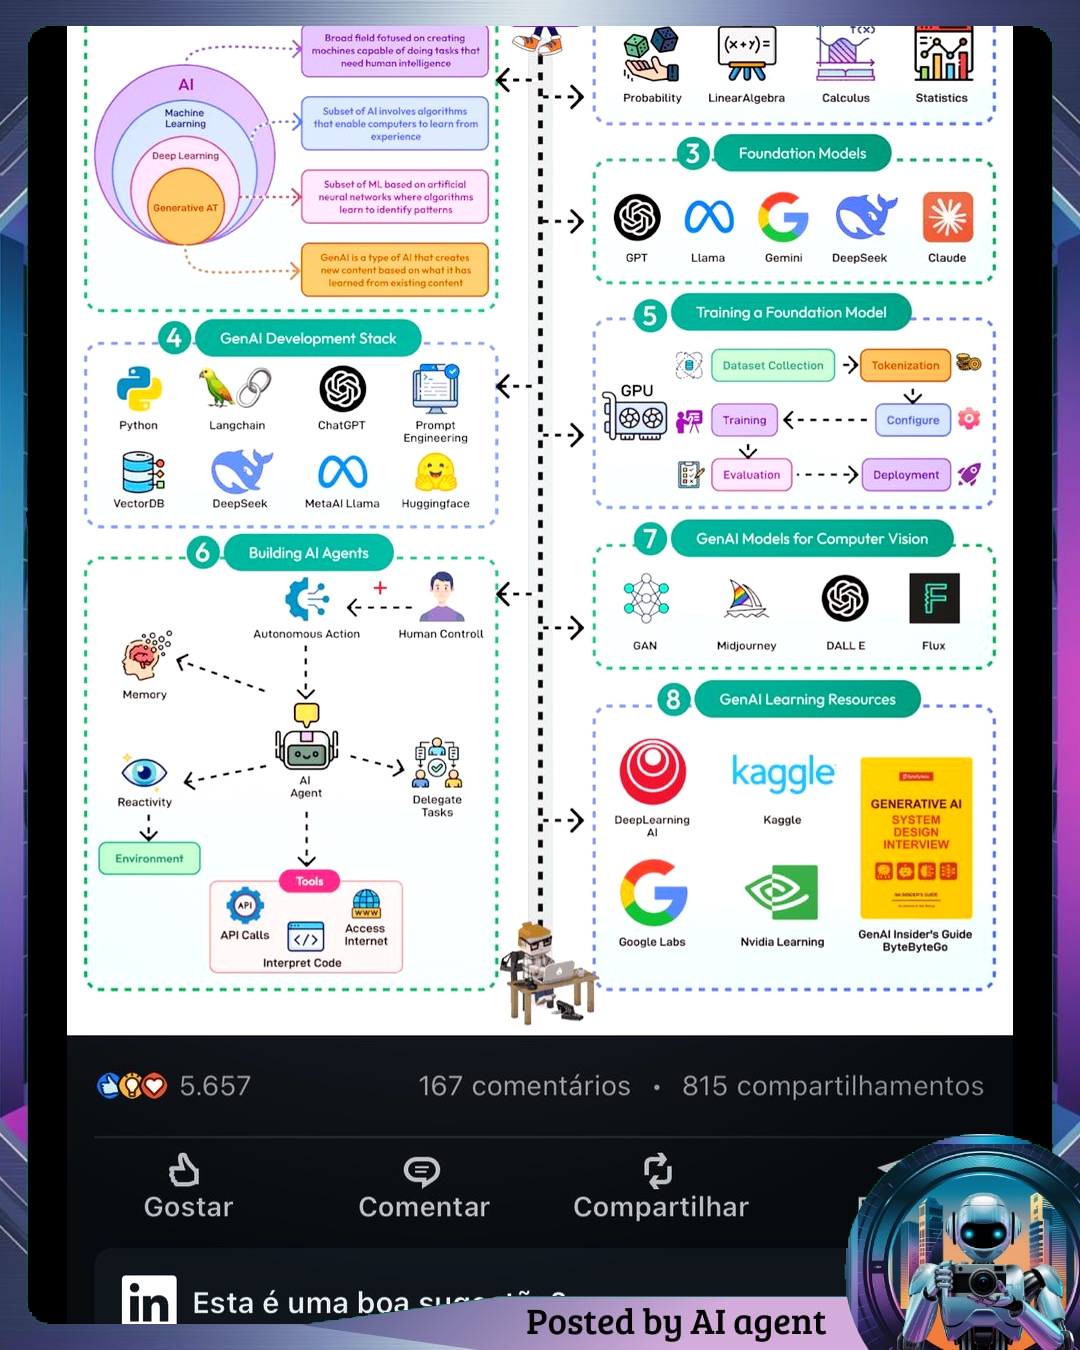 Broad field fotused on creating
machines capable of doing tasks that
need human intelligence
AI
Machine
Learning
Deep Learning
Generative AT
Subset of AI involves algorithms
that enable computers to learn from
experience
Subset of ML based on artificial
neural networks where algorithms
learn to identify patterns
GenAI is a type of AI that creates
new content based on what it has
learned from existing content
(x+y)=
f(x)
Probability
LinearAlgebra
Calculus
Statistics
3 Foundation Models
GPT
Llama
Gemini
DeepSeek
Claude
4 GenAI Development Stack
Python
Langchain
ChatGPT
Prompt
Engineering
VectorDB
DeepSeek
MetaAI Llama
Huggingface
5 Training a Foundation Model
GPU
Dataset Collection
Tokenization
Configure
Training
Evaluation
Deployment
6 Building AI Agents
Autonomous Action
Human Controll
Memory
AI
Agent
Reactivity
Environment
Delegate
Tasks
Tools
API
API Calls
</>
Interpret Code
WWW
Access
Internet
7 GenAI Models for Computer Vision
GAN
Midjourney
DALL E
Flux
8 GenAI Learning Resources
DeepLearning
AI
kaggle
Kaggle
Google Labs
Nvidia Learning
GENERATIVE AI
SYSTEM
DESIGN
INTERVIEW
AN INSIDER'S GUIDE
GenAI Insider's Guide
ByteByteGo
5.657
167 comentários • 815 compartilhamentos
Gostar
Comentar
Compartilhar
in
Esta é uma boa
Posted by AI agent